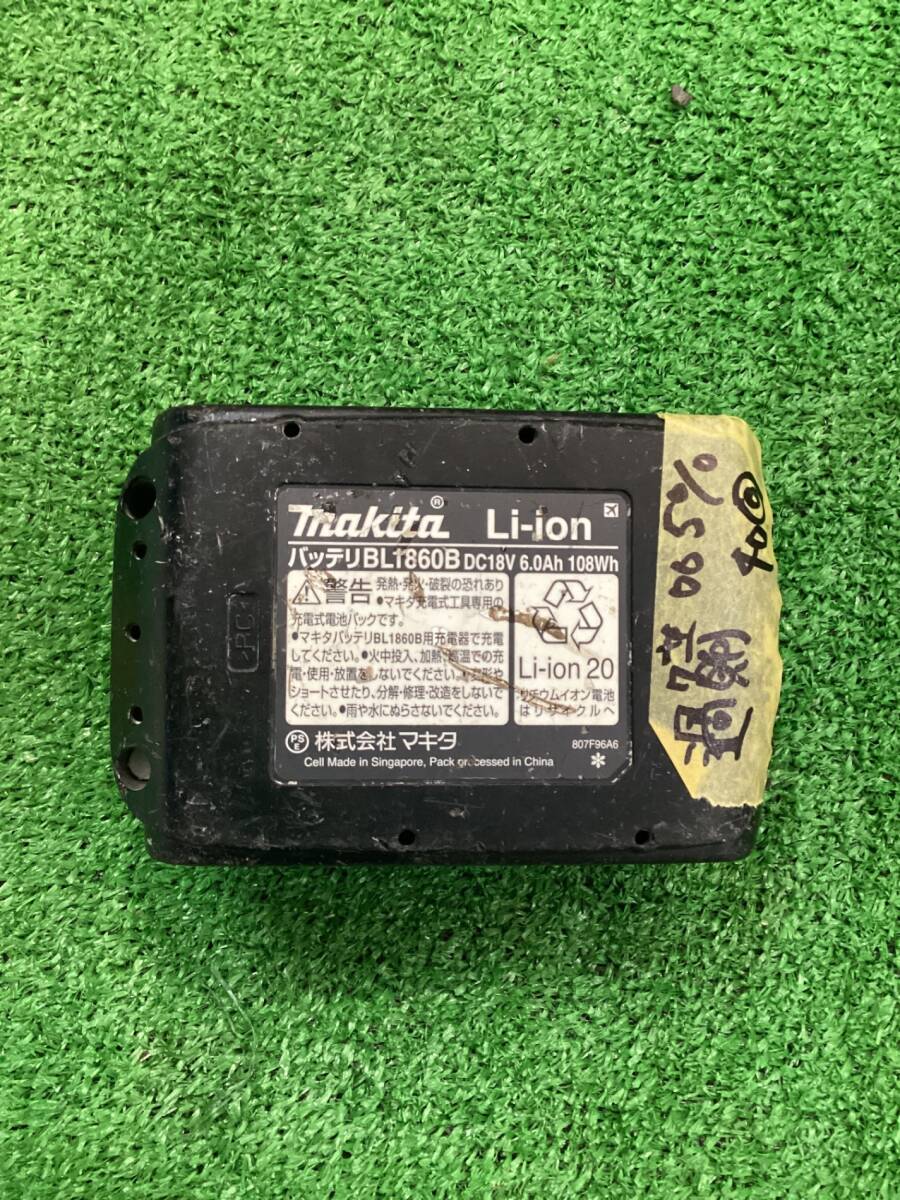 makita® Li-ion
バッテリBL1860B DC18V 6.0Ah 108Wh
警告 発熱・発火・破裂の恐れあり
●マキタ充電式工具専用の
充電式電池パックです。
●マキタバッテリBL1860B用充電器で充電
してください。●火中投入、加熱、高温での充
電・使用・放置をしないでください。●変形や
ショートさせたり、分解・修理・改造をしないで
ください。●雨や水にぬらさないでください。
Li-ion 20
リチウムイオン電池
はリサイクルへ
PSE 株式会社マキタ
807F96A6
Cell Made in Singapore, Pack processed in China
*
>PC<
5%
40◎